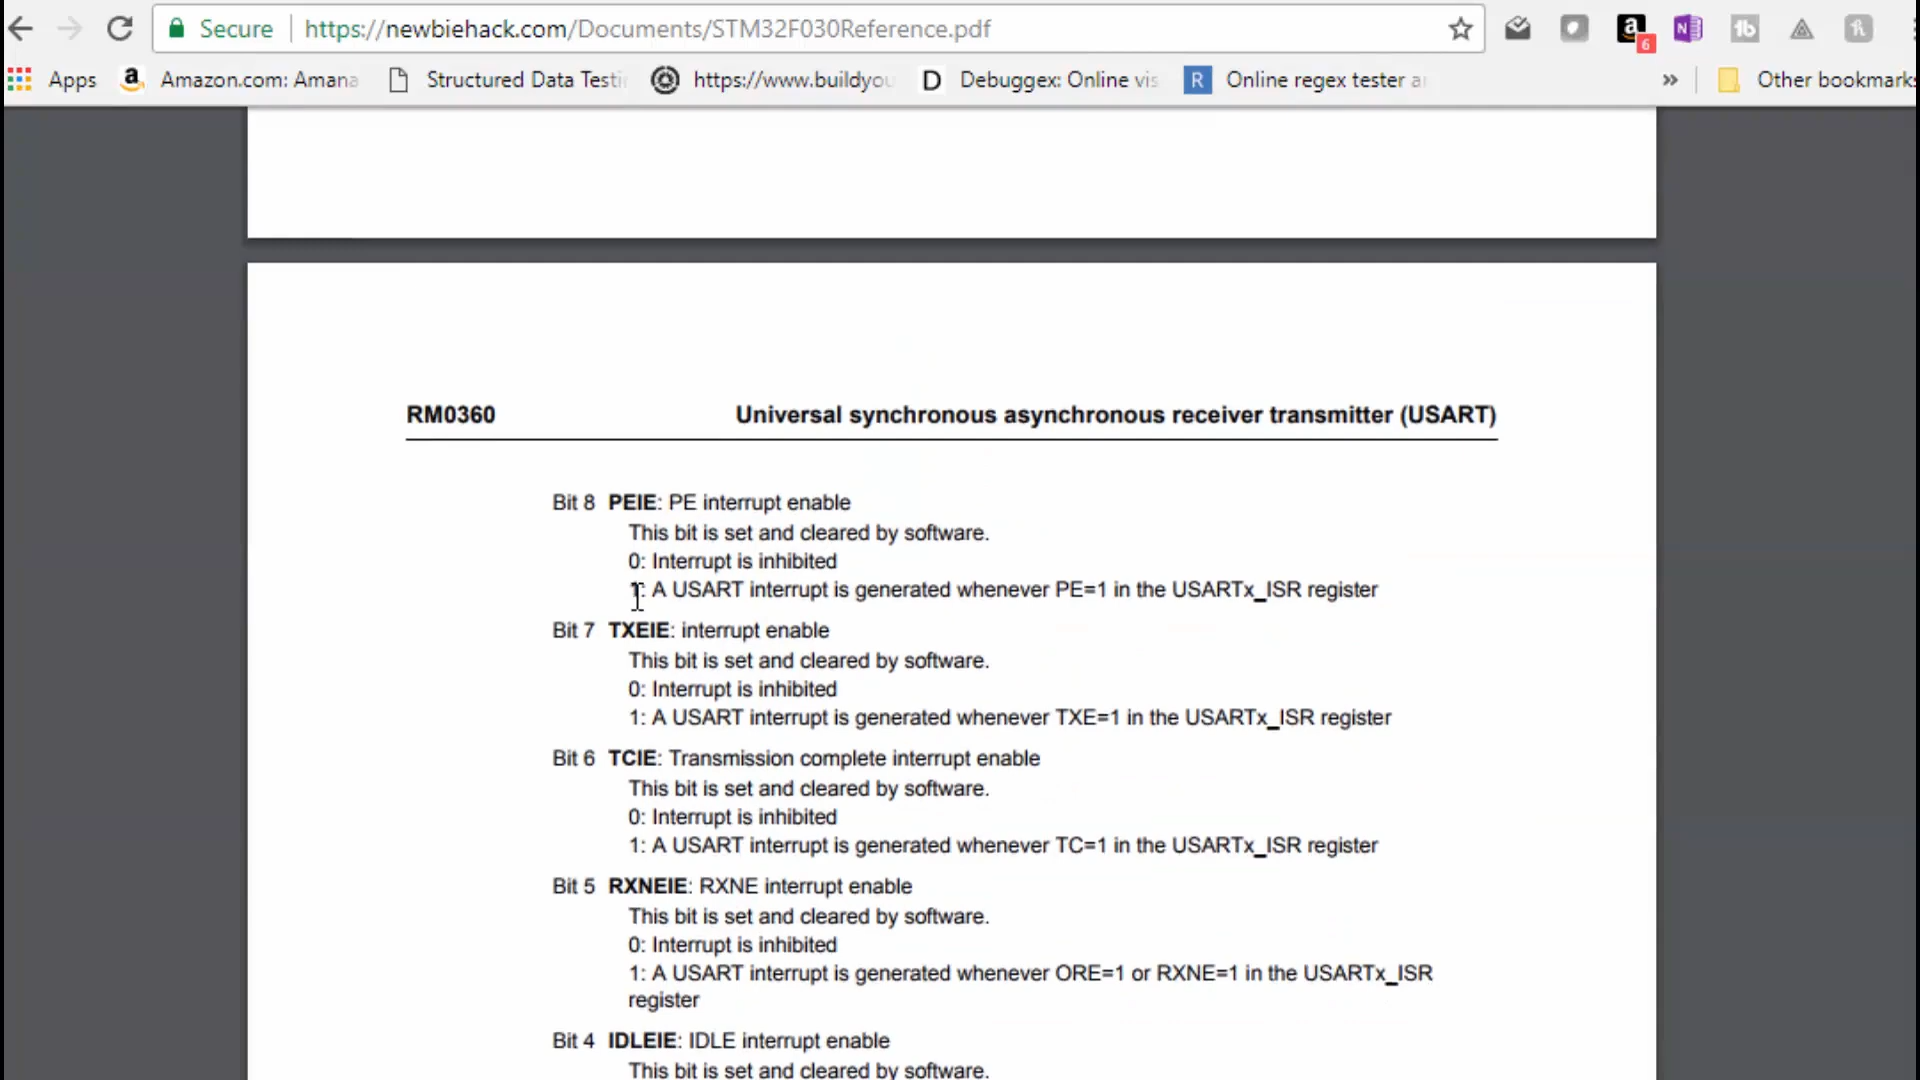 Secure https://newbiehack.com/Documents/STM32F030Reference.pdf
6
Apps Amazon.com: Amana Structured Data Testi https://www.buildyou D Debuggex: Online vis R Online regex tester a » Other bookmarks
RM0360 Universal synchronous asynchronous receiver transmitter (USART)
Bit 8 PEIE: PE interrupt enable
This bit is set and cleared by software.
0: Interrupt is inhibited
1: A USART interrupt is generated whenever PE=1 in the USARTx_ISR register
Bit 7 TXEIE: interrupt enable
This bit is set and cleared by software.
0: Interrupt is inhibited
1: A USART interrupt is generated whenever TXE=1 in the USARTx_ISR register
Bit 6 TCIE: Transmission complete interrupt enable
This bit is set and cleared by software.
0: Interrupt is inhibited
1: A USART interrupt is generated whenever TC=1 in the USARTx_ISR register
Bit 5 RXNEIE: RXNE interrupt enable
This bit is set and cleared by software.
0: Interrupt is inhibited
1: A USART interrupt is generated whenever ORE=1 or RXNE=1 in the USARTx_ISR
register
Bit 4 IDLEIE: IDLE interrupt enable
This bit is set and cleared by software.